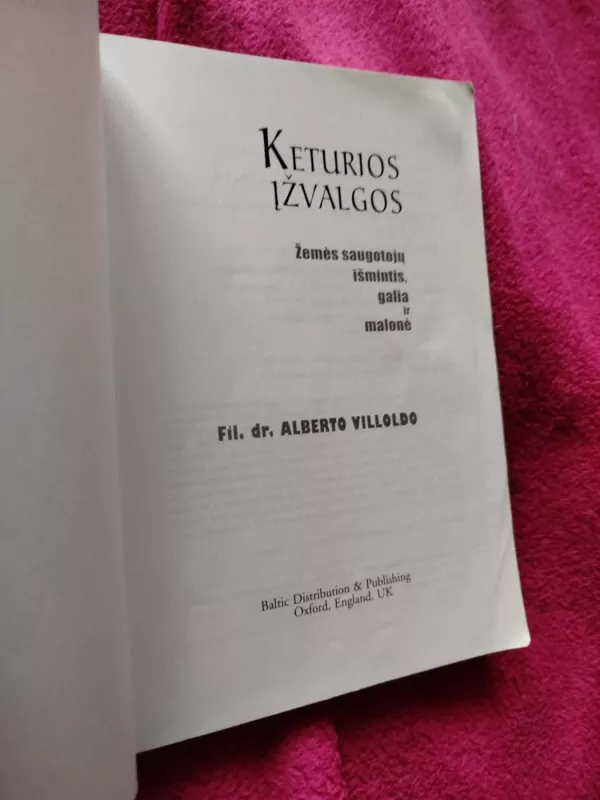 KETURIOS
ĮŽVALGOS
Žemės saugotojų
išmintis,
galia
ir
malonė
Fil. dr. ALBERTO VILLOLDO
Baltic Distribution & Publishing
Oxford, England, UK